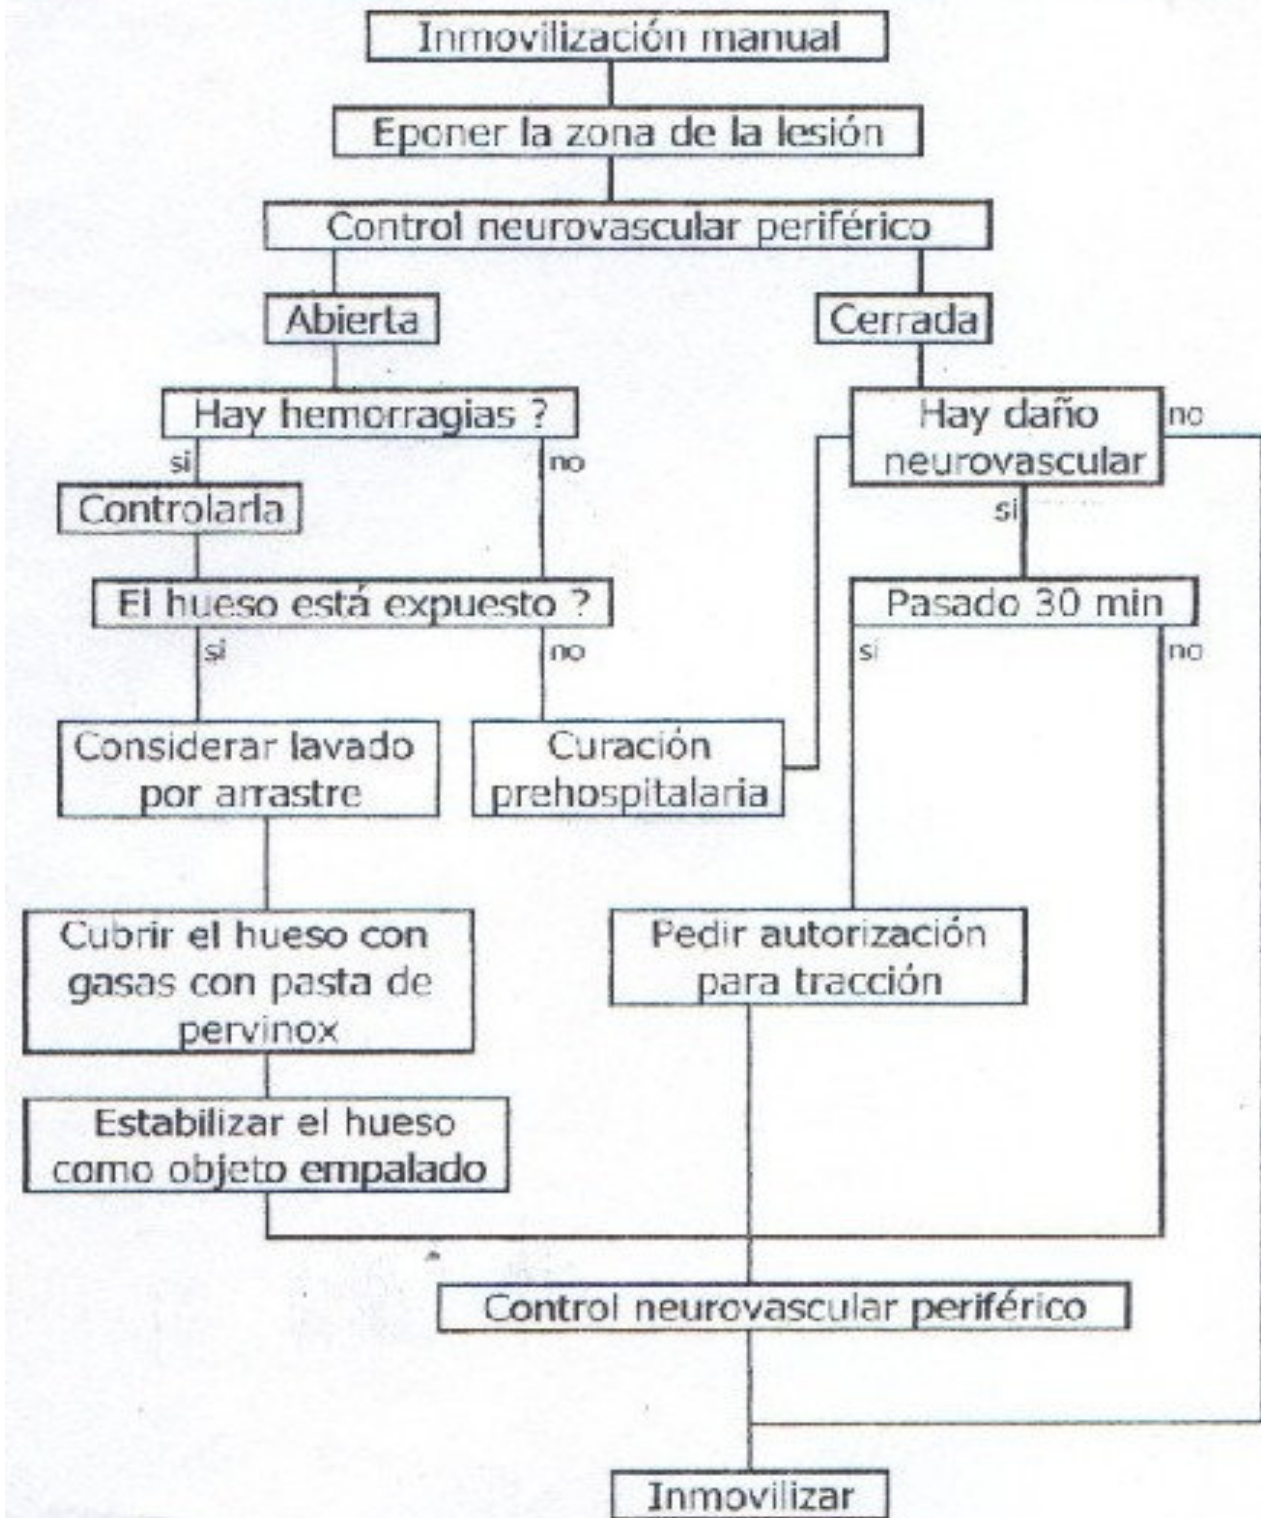 Inmovilización manual
Eponer la zona de la lesión
Control neurovascular periférico
Abierta
Cerrada
Hay hemorragias ?
Hay daño
neurovascular
no
si
no
si
Controlarla
El hueso está expuesto ?
Pasado 30 min
si
no
si
no
Considerar lavado
por arrastre
Curación
prehospitalaria
Cubrir el hueso con
gasas con pasta de
pervinox
Pedir autorización
para tracción
Estabilizar el hueso
como objeto empalado
Control neurovascular periférico
Inmovilizar